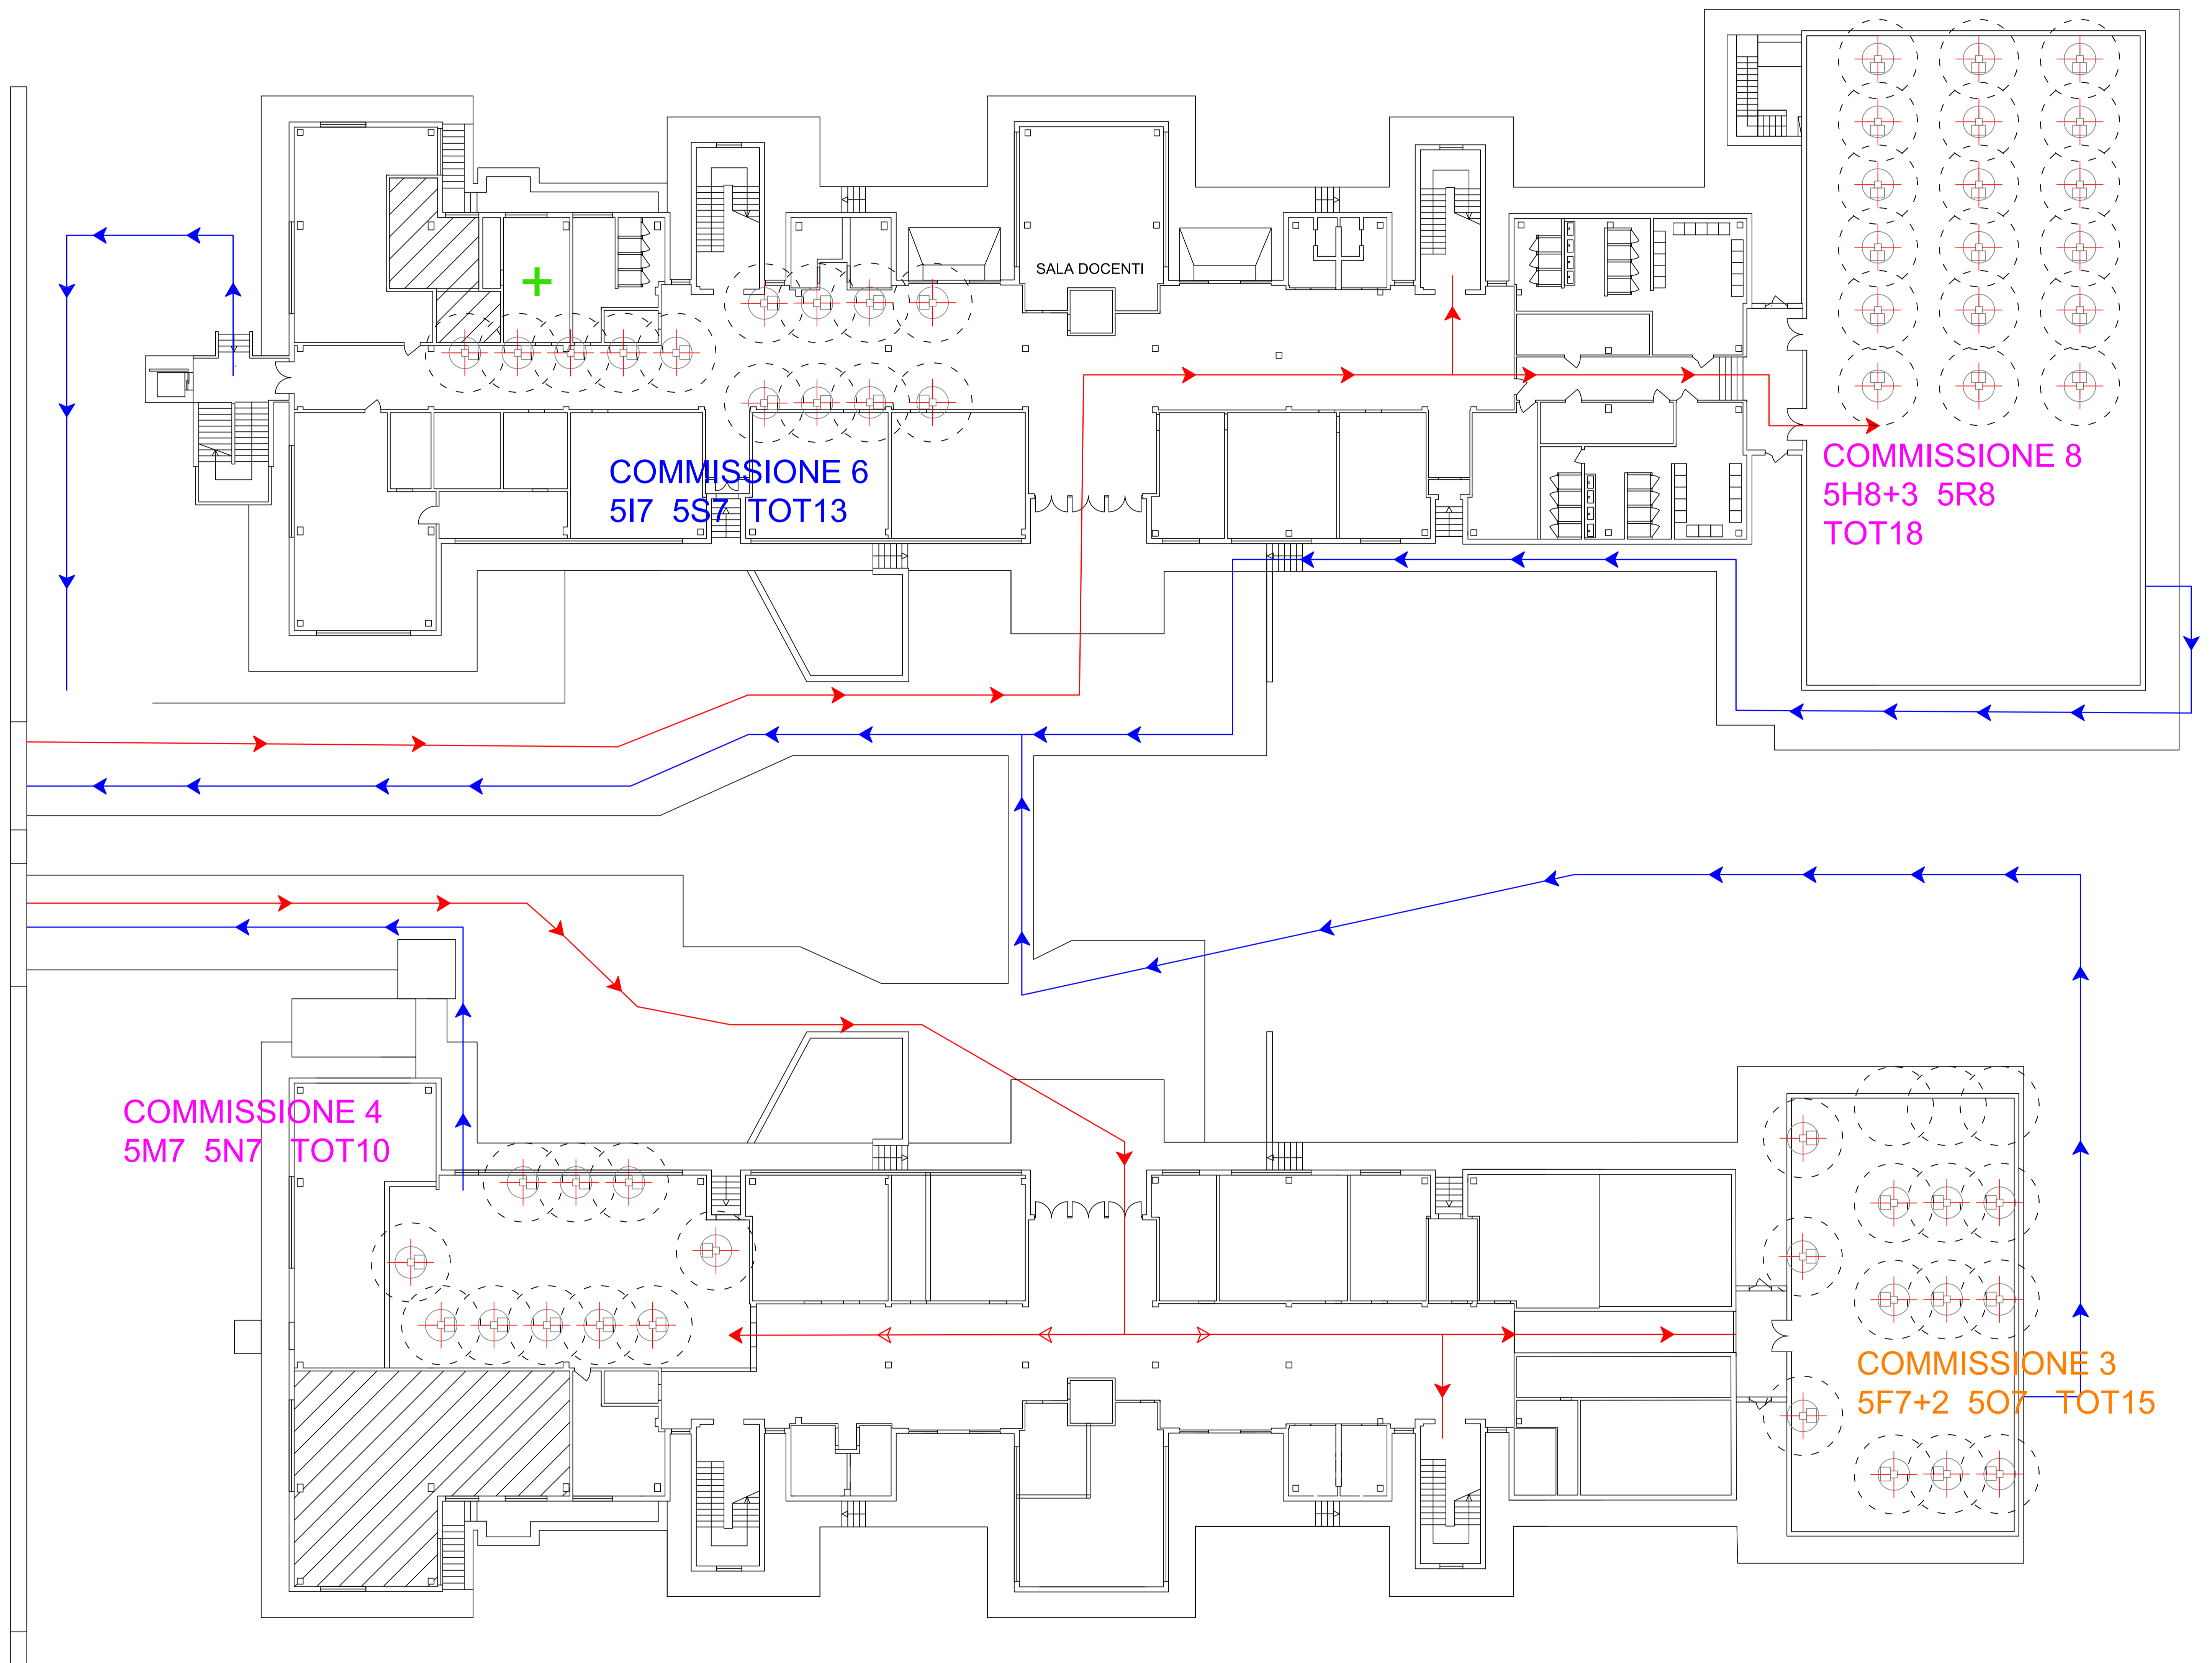 SALA DOCENTI
COMMISSIONE 6
5I7 5S7 TOT13
COMMISSIONE 8
5H8+3 5R8
TOT18
COMMISSIONE 4
5M7 5N7 TOT10
COMMISSIONE 3
5F7+2 5O7 TOT15